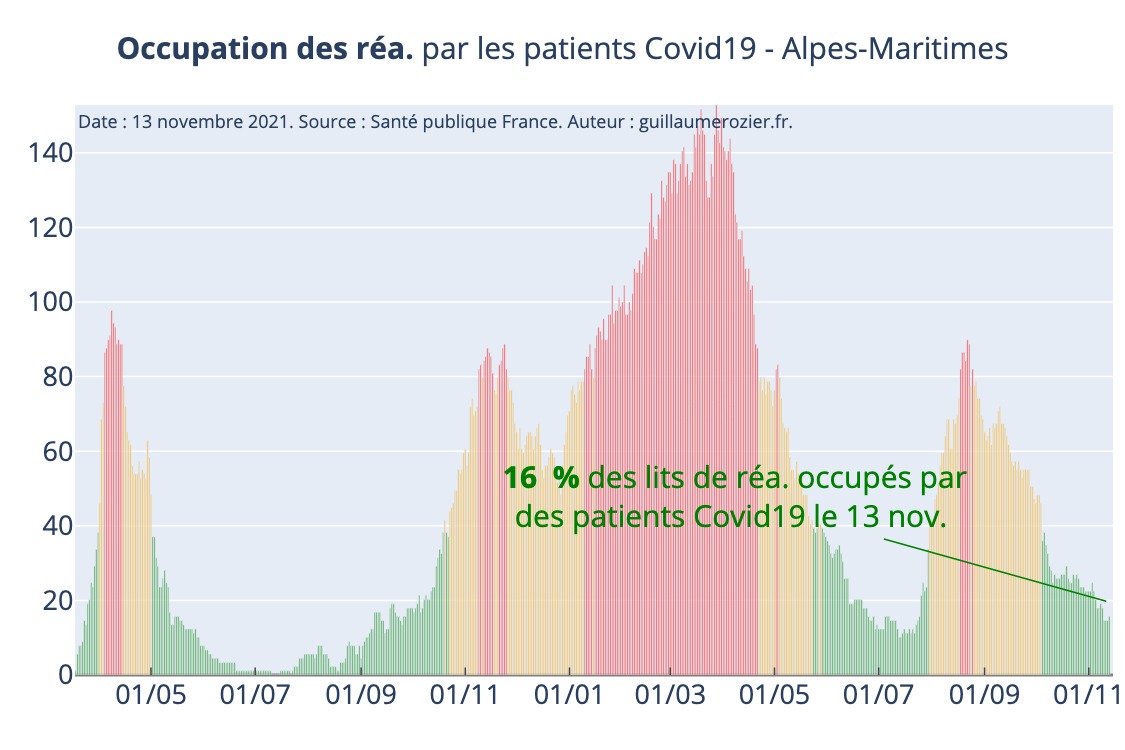 Occupation des réa. par les patients Covid19 - Alpes-Maritimes
Date : 13 novembre 2021. Source : Santé publique France. Auteur : guillaumerozier.fr.
140
120
100
80
60
16 % des lits de réa. occupés par
des patients Covid19 le 13 nov.
40
20
0
01/05 01/07 01/09 01/11 01/01 01/03 01/05 01/07 01/09 01/11